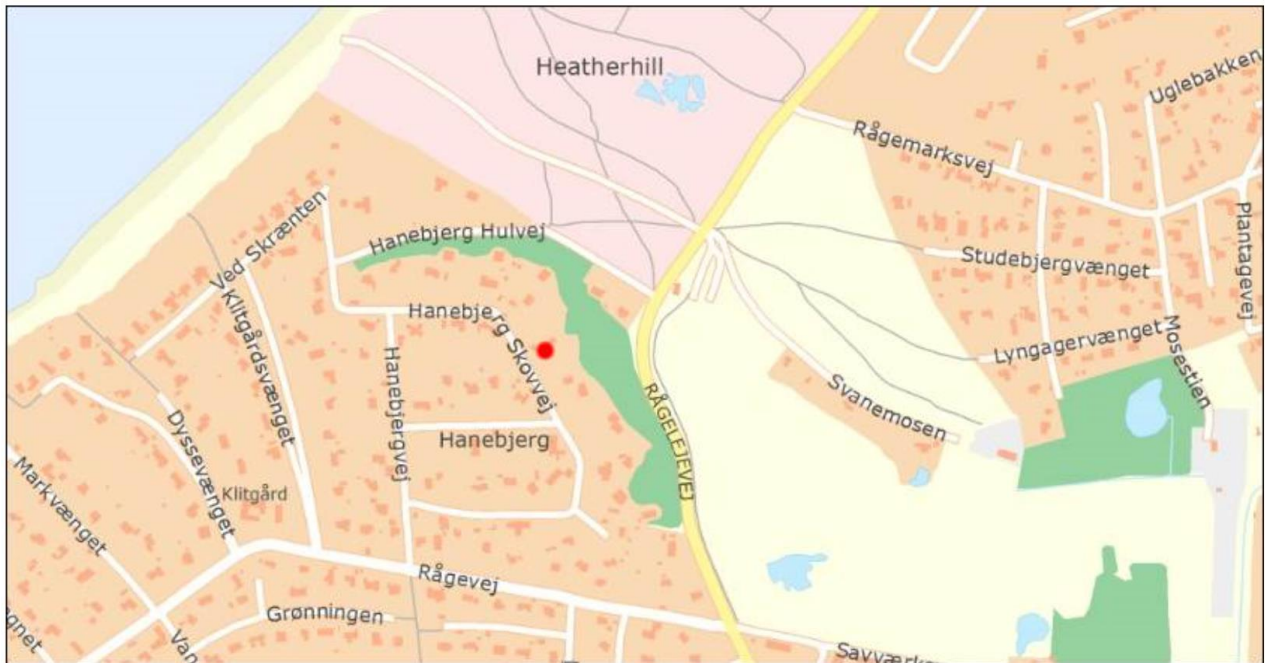 Heatherhill
Uglebakken
Rågemarksvej
Ved Skrænten
Hanebjerg Hulvej
Studebjergvænget
Plantagevej
Klitgårdsvænget
Hanebjerg Skovvej
Hanebjergvej
Lyngagervænget
Mosestien
Svanemosen
RÅGELEJEVEJ
Dyssevænget
Hanebjerg
Markvænget
Klitgård
Rågevej
Grønningen